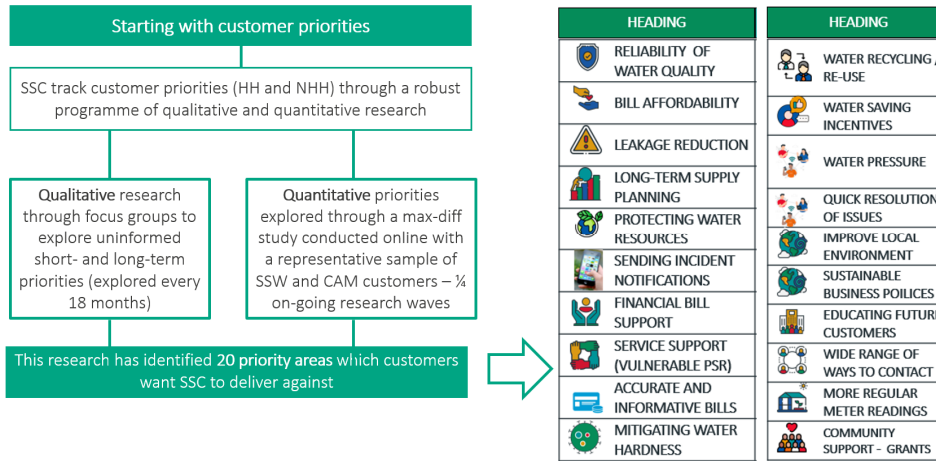 Starting with customer priorities
SSC track customer priorities (HH and NHH) through a robust
programme of qualitative and quantitative research
Qualitative research
through focus groups to
explore uninformed
short- and long-term
priorities (explored every
18 months)
Quantitative priorities
explored through a max-diff
study conducted online with
a representative sample of
SSW and CAM customers – ¼
on-going research waves
This research has identified 20 priority areas which customers
want SSC to deliver against
HEADING
RELIABILITY OF
WATER QUALITY
BILL AFFORDABILITY
LEAKAGE REDUCTION
LONG-TERM SUPPLY
PLANNING
PROTECTING WATER
RESOURCES
SENDING INCIDENT
NOTIFICATIONS
FINANCIAL BILL
SUPPORT
SERVICE SUPPORT
(VULNERABLE PSR)
ACCURATE AND
INFORMATIVE BILLS
MITIGATING WATER
HARDNESS
HEADING
WATER RECYCLING /
RE-USE
WATER SAVING
INCENTIVES
WATER PRESSURE
QUICK RESOLUTION
OF ISSUES
IMPROVE LOCAL
ENVIRONMENT
SUSTAINABLE
BUSINESS POILICES
EDUCATING FUTURE
CUSTOMERS
WIDE RANGE OF
WAYS TO CONTACT
MORE REGULAR
METER READINGS
COMMUNITY
SUPPORT - GRANTS